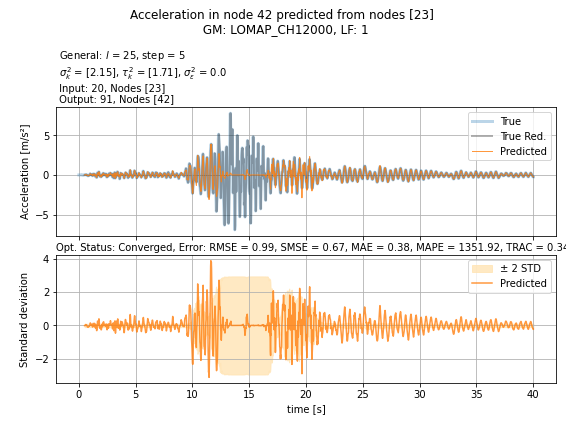 Acceleration in node 42 predicted from nodes [23]
GM: LOMAP_CH12000, LF: 1
General: l = 25, step = 5
σ²ₖ = [2.15], τ²ₖ = [1.71], σ²ε = 0.0
Input: 20, Nodes [23]
Output: 91, Nodes [42]
Acceleration [m/s²]
5
0
−5
True
True Red.
Predicted
Opt. Status: Converged, Error: RMSE = 0.99, SMSE = 0.67, MAE = 0.38, MAPE = 1351.92, TRAC = 0.34
Standard deviation
4
2
0
−2
± 2 STD
Predicted
0 5 10 15 20 25 30 35 40
time [s]